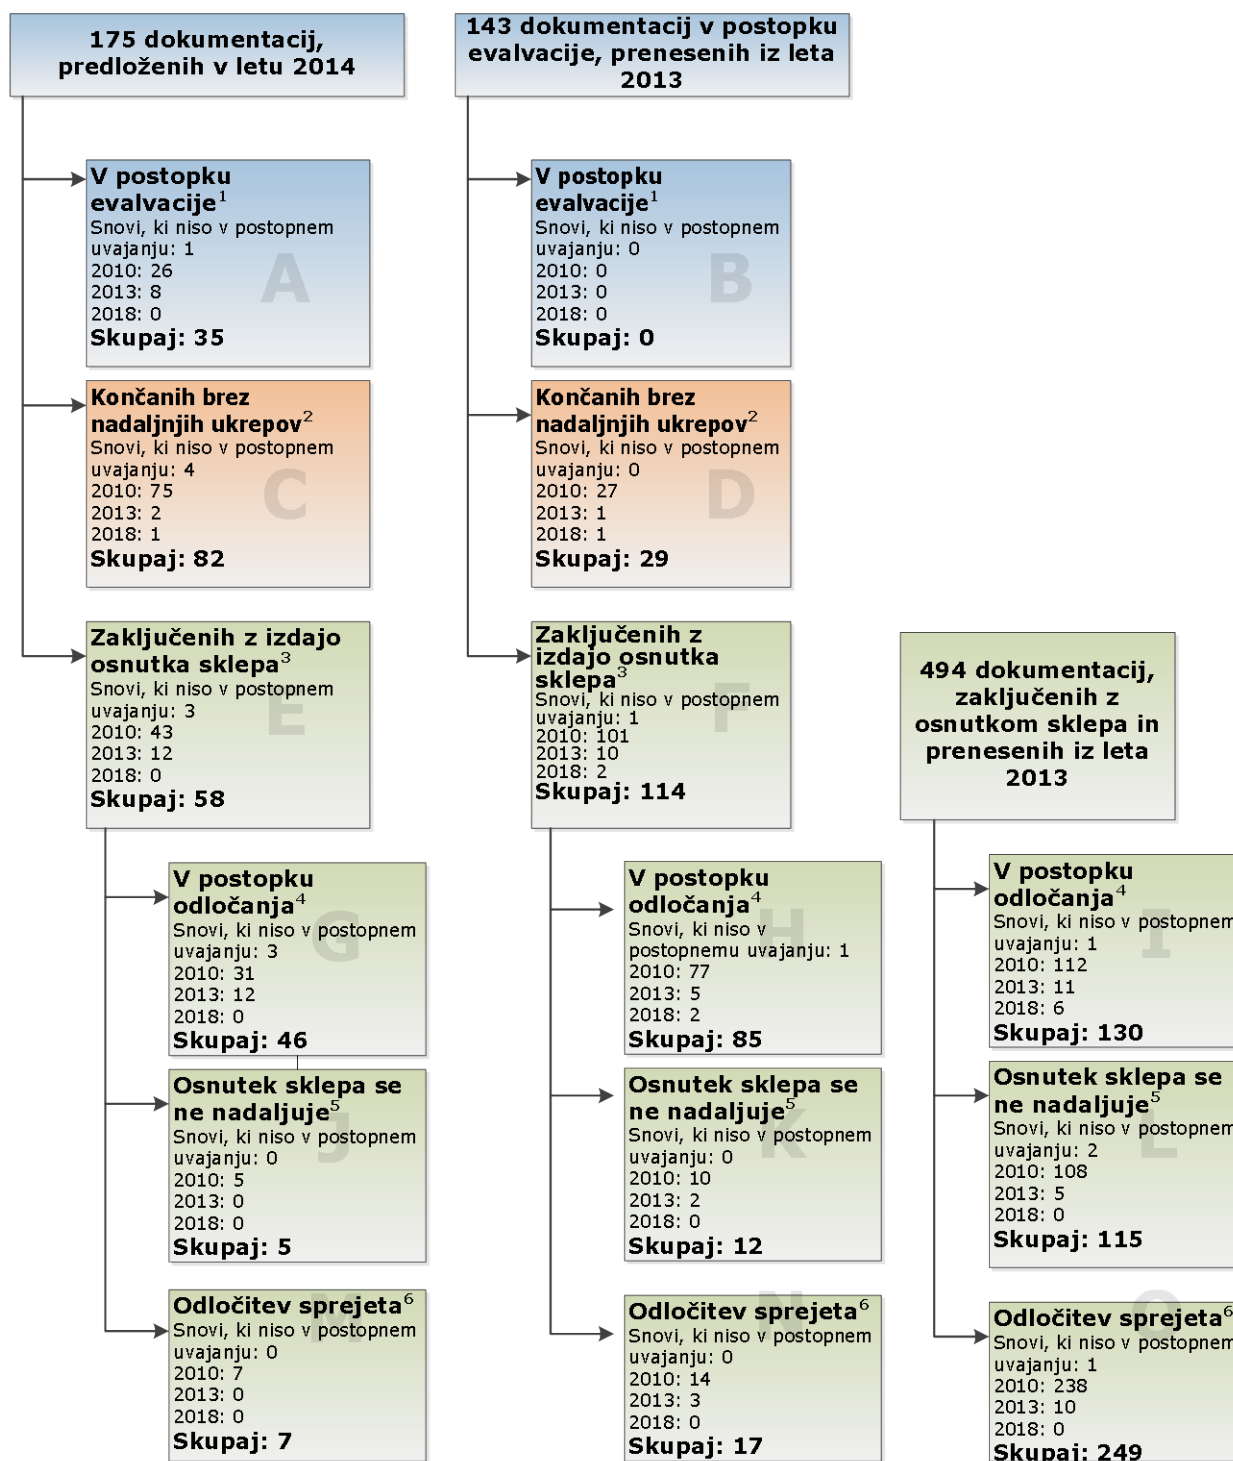 175 dokumentacij,
predloženih v letu 2014
143 dokumentacij v postopku
evalvacije, prenesenih iz leta
2013
V postopku
evalvacije1
Snovi, ki niso v postopnem
uvajanju: 1
2010: 26
2013: 8
2018: 0
Skupaj: 35
A
V postopku
evalvacije1
Snovi, ki niso v postopnem
uvajanju: 0
2010: 0
2013: 0
2018: 0
Skupaj: 0
B
Končanih brez
nadaljnjih ukrepov2
Snovi, ki niso v postopnem
uvajanju: 4
2010: 75
2013: 2
2018: 1
Skupaj: 82
C
Končanih brez
nadaljnjih ukrepov2
Snovi, ki niso v postopnem
uvajanju: 0
2010: 27
2013: 1
2018: 1
Skupaj: 29
D
Zaključenih z izdajo
osnutka sklepa3
Snovi, ki niso v postopnem
uvajanju: 3
2010: 43
2013: 12
2018: 0
Skupaj: 58
E
Zaključenih z
izdajo osnutka
sklepa3
Snovi, ki niso v postopnem
uvajanju: 1
2010: 101
2013: 10
2018: 2
Skupaj: 114
F
494 dokumentacij,
zaključenih z
osnutkom sklepa in
prenesenih iz leta
2013
V postopku
odločanja4
Snovi, ki niso v postopnem
uvajanju: 3
2010: 31
2013: 12
2018: 0
Skupaj: 46
G
V postopku
odločanja4
Snovi, ki niso v
postopnemu uvajanju: 1
2010: 77
2013: 5
2018: 2
Skupaj: 85
H
V postopku
odločanja4
Snovi, ki niso v postopnem
uvajanju: 1
2010: 112
2013: 11
2018: 6
Skupaj: 130
I
Osnutek sklepa se
ne nadaljuje5
Snovi, ki niso v postopnem
uvajanju: 0
2010: 5
2013: 0
2018: 0
Skupaj: 5
J
Osnutek sklepa se
ne nadaljuje5
Snovi, ki niso v postopnem
uvajanju: 0
2010: 10
2013: 2
2018: 0
Skupaj: 12
K
Osnutek sklepa se
ne nadaljuje5
Snovi, ki niso v postopnem
uvajanju: 2
2010: 108
2013: 5
2018: 0
Skupaj: 115
L
Odločitev sprejeta6
Snovi, ki niso v postopnem
uvajanju: 0
2010: 7
2013: 0
2018: 0
Skupaj: 7
M
Odločitev sprejeta6
Snovi, ki niso v postopnem
uvajanju: 0
2010: 14
2013: 3
2018: 0
Skupaj: 17
N
Odločitev sprejeta6
Snovi, ki niso v postopnem
uvajanju: 1
2010: 238
2013: 10
2018: 0
Skupaj: 249
O